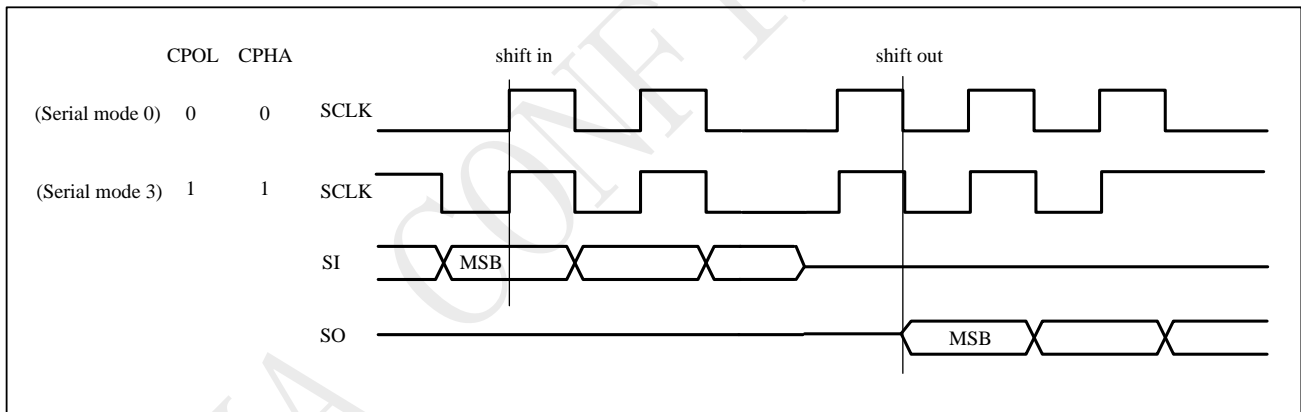 CPOL CPHA shift in shift out
(Serial mode 0) 0 0 SCLK
(Serial mode 3) 1 1 SCLK
SI MSB
SO MSB